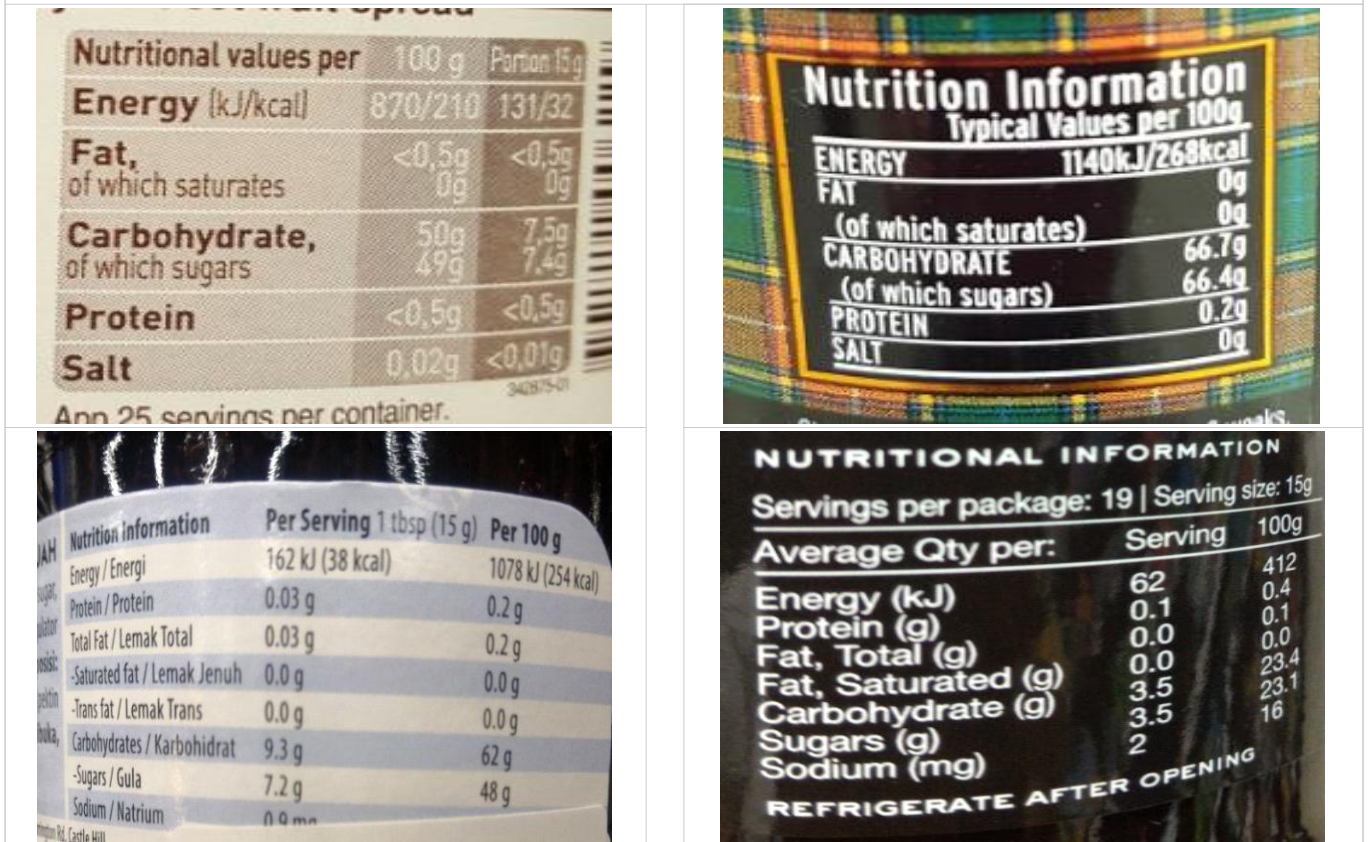 Nutritional values per 100 g Portion 15 g
Energy (kJ/kcal) 870/210 131/32
Fat, <0,5g <0,5g
of which saturates 0g 0g
Carbohydrate, 50g 7,5g
of which sugars 49g 7,4g
Protein <0,5g <0,5g
Salt 0,02g <0,01g
342875-01
App 25 servings per container.
Nutrition Information
Typical Values per 100g
ENERGY 1140kJ/268kcal
FAT 0g
(of which saturates) 0g
CARBOHYDRATE 66.7g
(of which sugars) 66.4g
PROTEIN 0.2g
SALT 0g
Nutrition Information Per Serving 1 tbsp (15 g) Per 100 g
Energy / Energi 162 kJ (38 kcal) 1078 kJ (254 kcal)
Protein / Protein 0.03 g 0.2 g
Total Fat / Lemak Total 0.03 g 0.2 g
-Saturated fat / Lemak Jenuh 0.0 g 0.0 g
-Trans fat / Lemak Trans 0.0 g 0.0 g
Carbohydrates / Karbohidrat 9.3 g 62 g
-Sugars / Gula 7.2 g 48 g
Sodium / Natrium 0.9 mg
Rd, Castle Hill
NUTRITIONAL INFORMATION
Servings per package: 19 | Serving size: 15g
Average Qty per: Serving 100g
Energy (kJ) 62 412
Protein (g) 0.1 0.4
Fat, Total (g) 0.0 0.1
Fat, Saturated (g) 0.0 0.0
Carbohydrate (g) 3.5 23.4
Sugars (g) 3.5 23.1
Sodium (mg) 2 16
REFRIGERATE AFTER OPENING